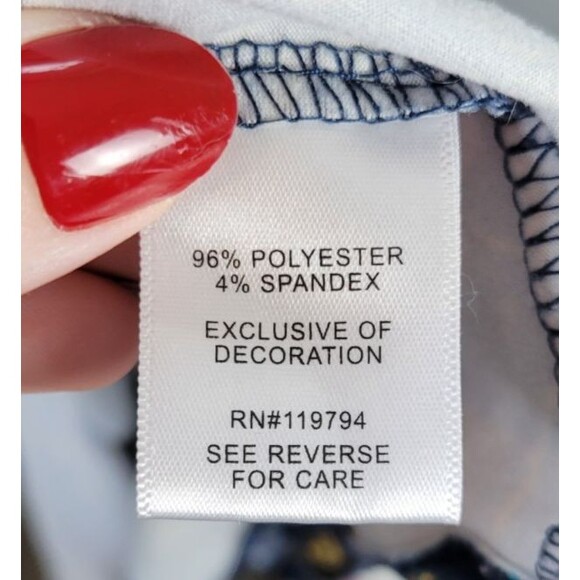 96% POLYESTER
4% SPANDEX
EXCLUSIVE OF
DECORATION
RN#119794
SEE REVERSE
FOR CARE